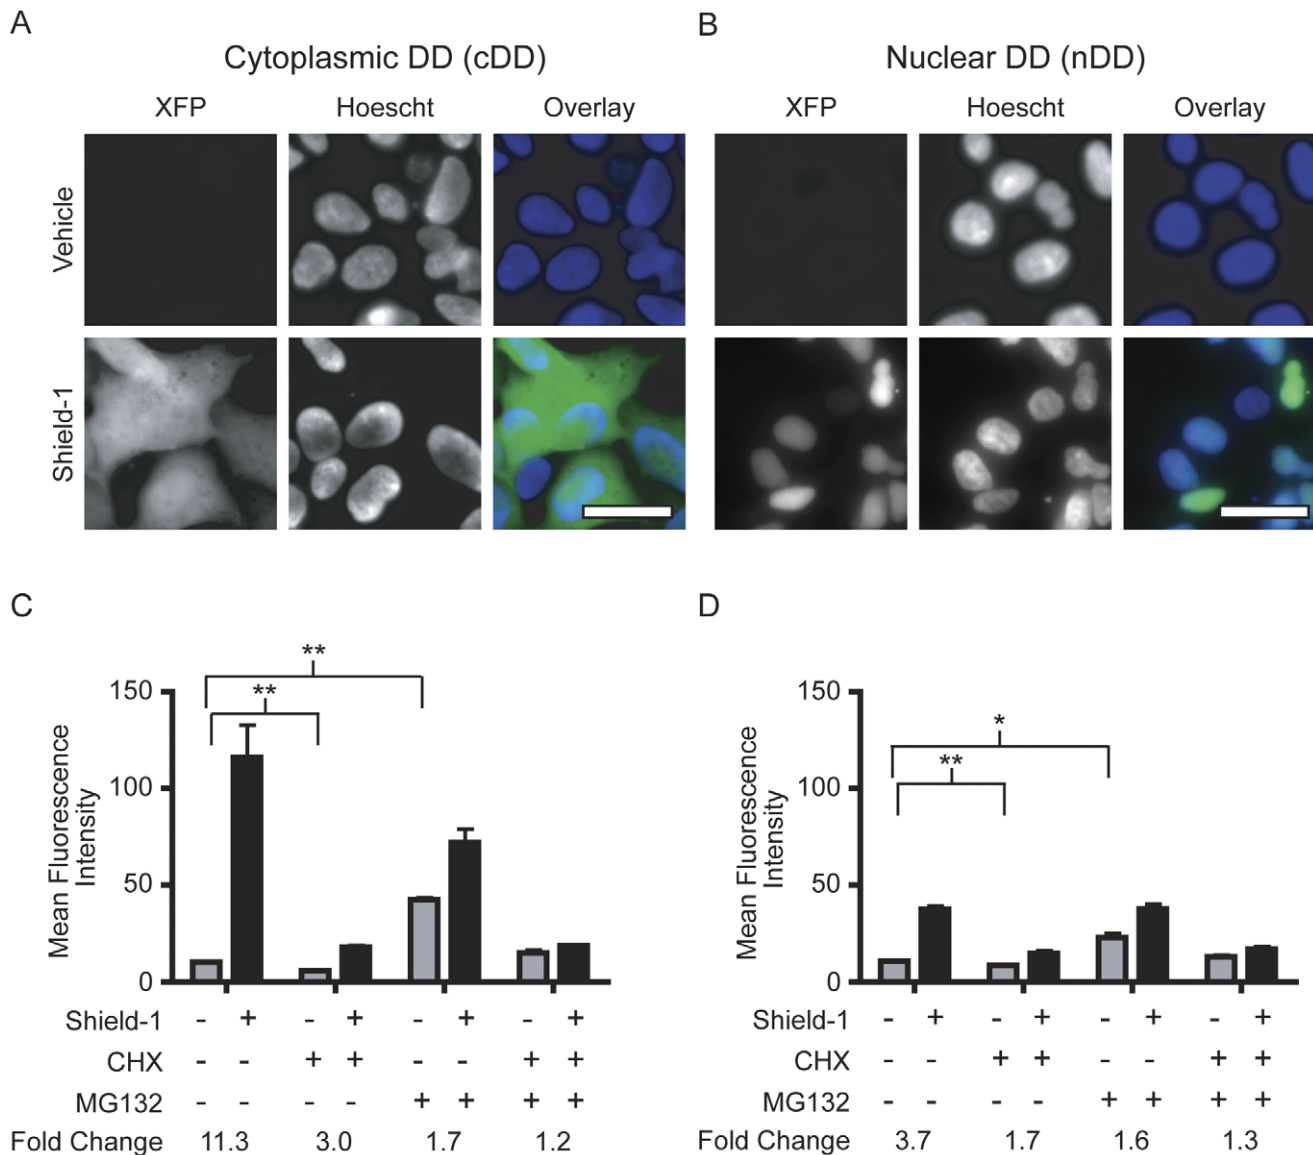 A
Cytoplasmic DD (cDD)
XFP Hoescht Overlay
Vehicle
Shield-1
B
Nuclear DD (nDD)
XFP Hoescht Overlay
C
Mean Fluorescence
Intensity
150
100
50
0
**
**
Shield-1 - + - + - + - +
CHX - - + + - - + +
MG132 - - - - + + + +
Fold Change 11.3 3.0 1.7 1.2
D
Mean Fluorescence
Intensity
150
100
50
0
*
**
Shield-1 - + - + - + - +
CHX - - + + - - + +
MG132 - - - - + + + +
Fold Change 3.7 1.7 1.6 1.3